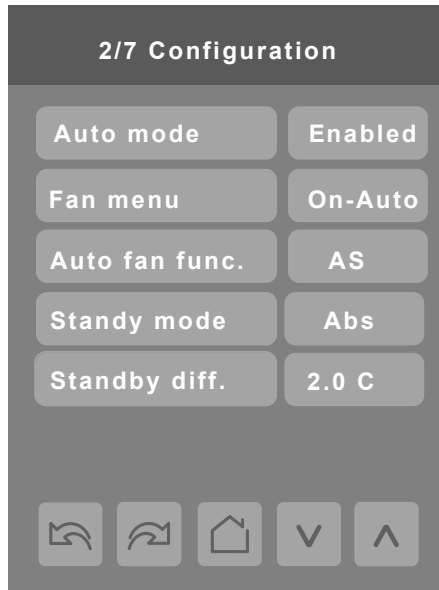 2/7 Configuration
Auto mode Enabled
Fan menu On-Auto
Auto fan func. AS
Standy mode Abs
Standby diff. 2.0 C